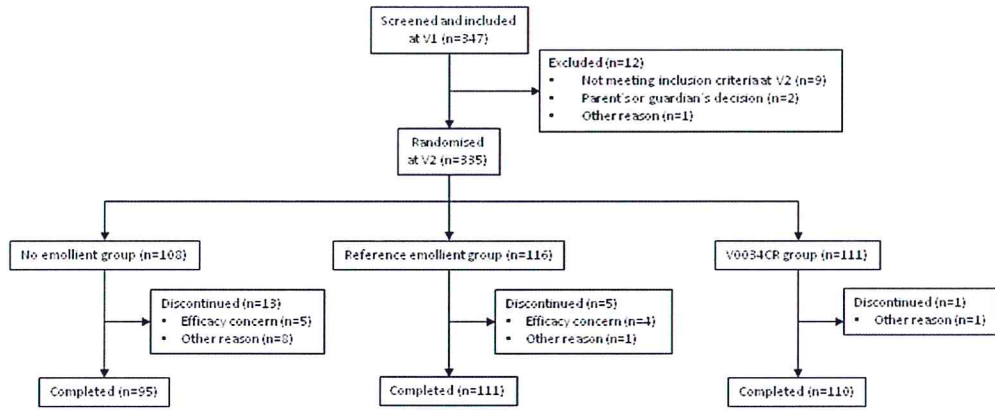 Screened and included
at V1 (n=347)
Excluded (n=12)
• Not meeting inclusion criteria at V2 (n=9)
• Parent's or guardian's decision (n=2)
• Other reason (n=1)
Randomised
at V2 (n=335)
No emollient group (n=108)
Reference emollient group (n=116)
V0034CR group (n=111)
Discontinued (n=13)
• Efficacy concern (n=5)
• Other reason (n=8)
Discontinued (n=5)
• Efficacy concern (n=4)
• Other reason (n=1)
Discontinued (n=1)
• Other reason (n=1)
Completed (n=95)
Completed (n=111)
Completed (n=110)